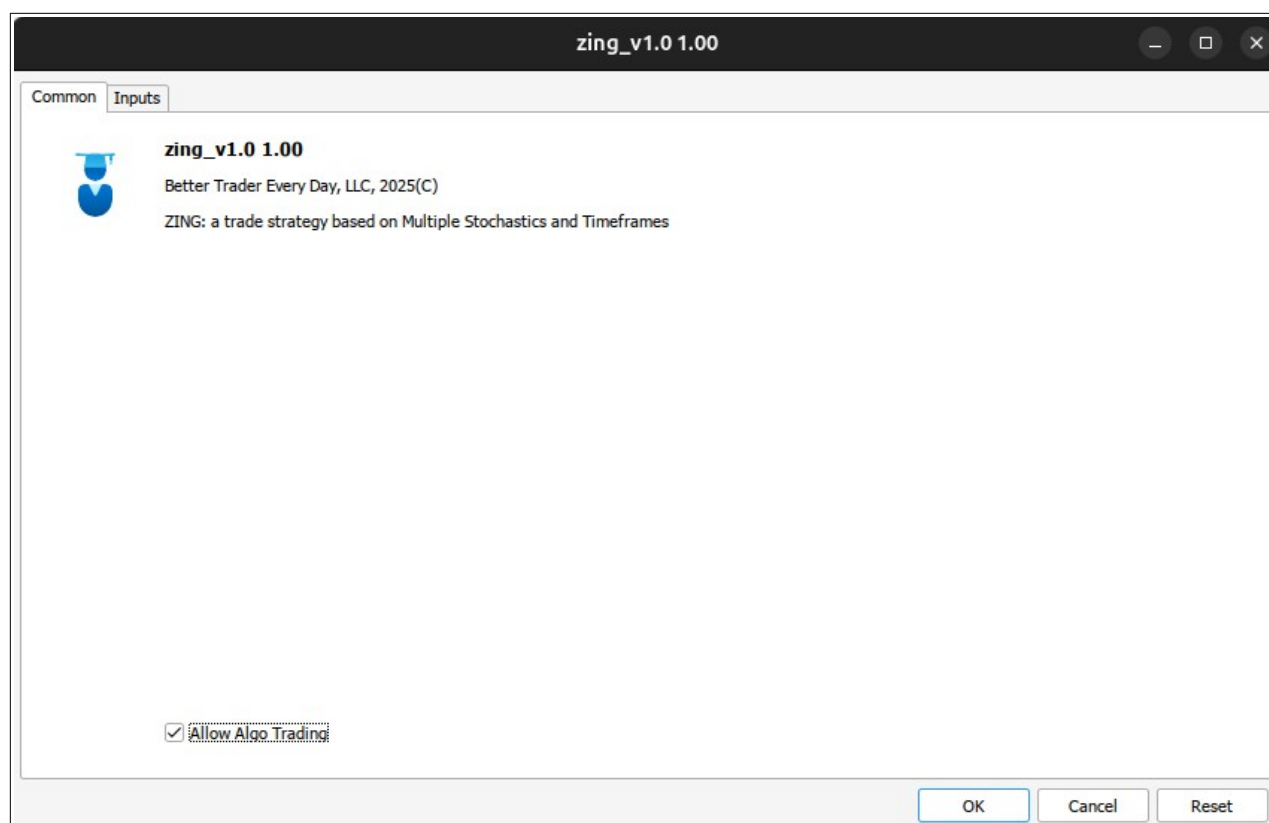 zing_v1.0 1.00
Common Inputs
zing_v1.0 1.00
Better Trader Every Day, LLC, 2025(C)
ZING: a trade strategy based on Multiple Stochastics and Timeframes
Allow Algo Trading
OK Cancel Reset